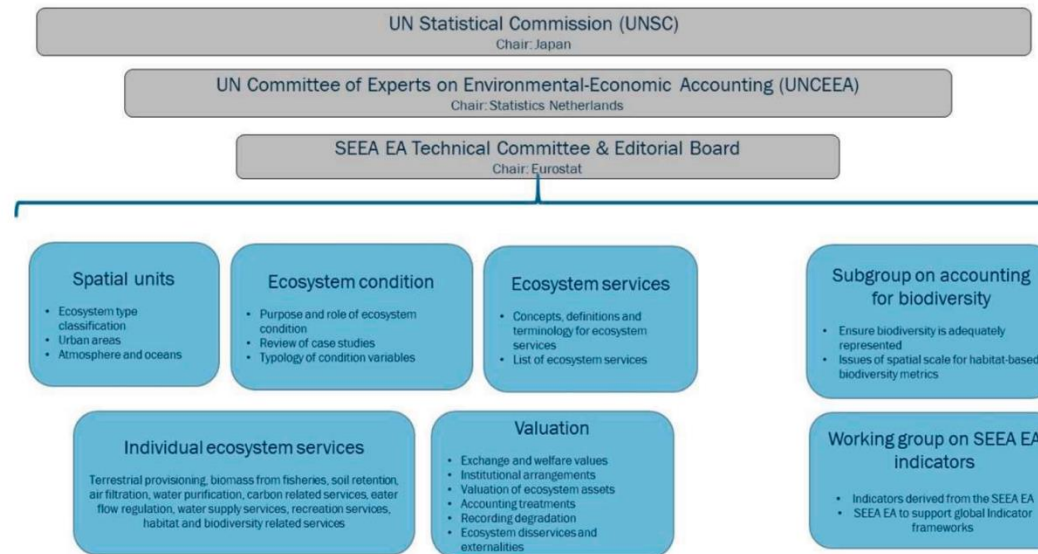 UN Statistical Commission (UNSC)
Chair: Japan
UN Committee of Experts on Environmental-Economic Accounting (UNCEEA)
Chair: Statistics Netherlands
SEEA EA Technical Committee & Editorial Board
Chair: Eurostat
Spatial units
• Ecosystem type
classification
• Urban areas
• Atmosphere and oceans
Ecosystem condition
• Purpose and role of ecosystem
condition
• Review of case studies
• Typology of condition variables
Ecosystem services
• Concepts, definitions and
terminology for ecosystem
services
• List of ecosystem services
Subgroup on accounting
for biodiversity
• Ensure biodiversity is adequately
represented
• Issues of spatial scale for habitat-based
biodiversity metrics
Individual ecosystem services
Terrestrial provisioning, biomass from fisheries, soil retention,
air filtration, water purification, carbon related services, eater
flow regulation, water supply services, recreation services,
habitat and biodiversity related services
Valuation
• Exchange and welfare values
• Institutional arrangements
• Valuation of ecosystem assets
• Accounting treatments
• Recording degradation
• Ecosystem disservices and
externalities
Working group on SEEA EA
indicators
• Indicators derived from the SEEA EA
• SEEA EA to support global Indicator
frameworks